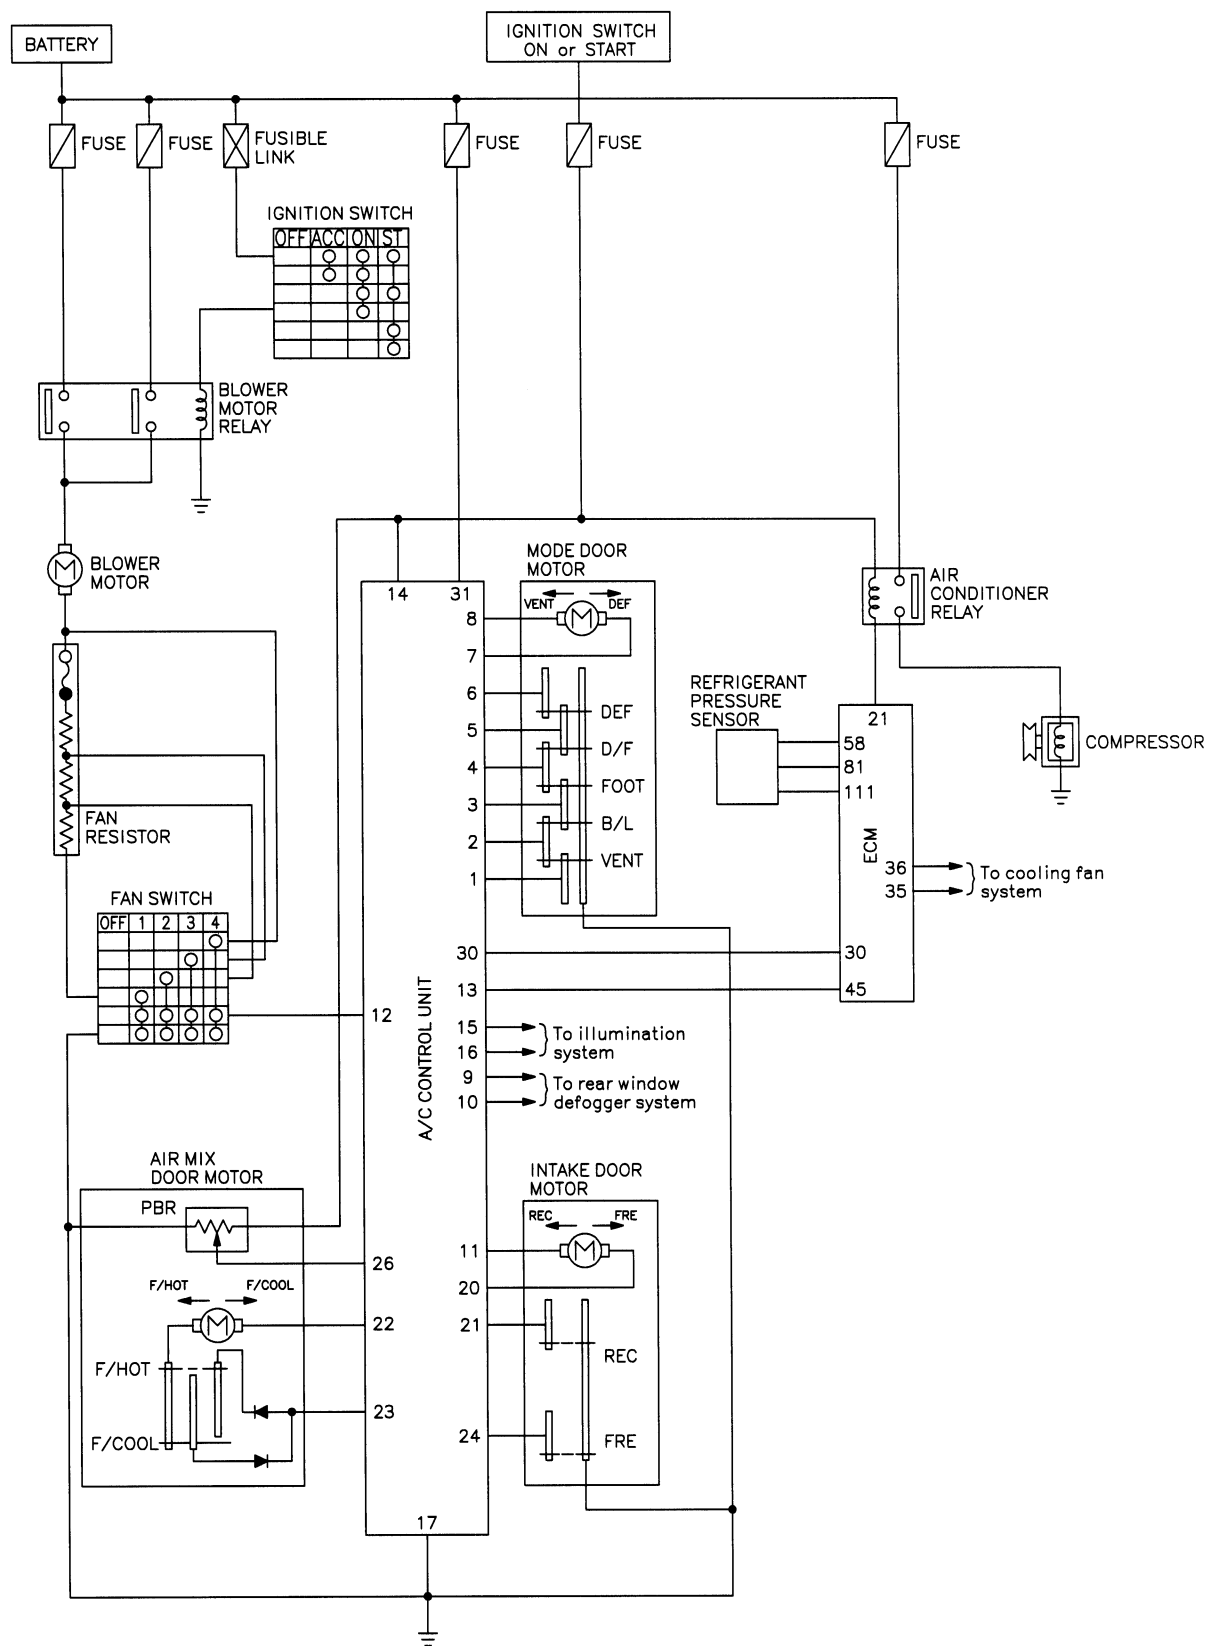 BATTERY
IGNITION SWITCH
ON or START
FUSE
FUSE
FUSIBLE
LINK
FUSE
FUSE
FUSE
IGNITION SWITCH
OFF ACC ON ST
BLOWER
MOTOR
RELAY
BLOWER
MOTOR
MODE DOOR
MOTOR
VENT DEF
M
M
14
31
8
7
6
5
4
3
2
1
DEF
D/F
FOOT
B/L
VENT
AIR
CONDITIONER
RELAY
REFRIGERANT
PRESSURE
SENSOR
21
58
81
111
ECM
36
35
To cooling fan
system
COMPRESSOR
FAN
RESISTOR
FAN SWITCH
OFF 1 2 3 4
30
30
13
45
12
A/C CONTROL UNIT
15
16
To illumination
system
9
10
To rear window
defogger system
AIR MIX
DOOR MOTOR
PBR
26
F/HOT F/COOL
M
22
F/HOT
23
F/COOL
INTAKE DOOR
MOTOR
REC FRE
M
11
20
21
REC
24
FRE
17